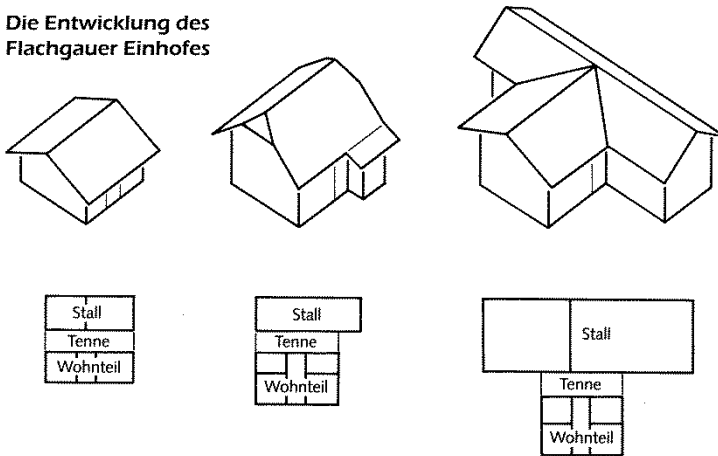 Die Entwicklung des
Flachgauer Einhofes
Stall
Tenne
Wohnteil
Stall
Tenne
Wohnteil
Stall
Tenne
Wohnteil